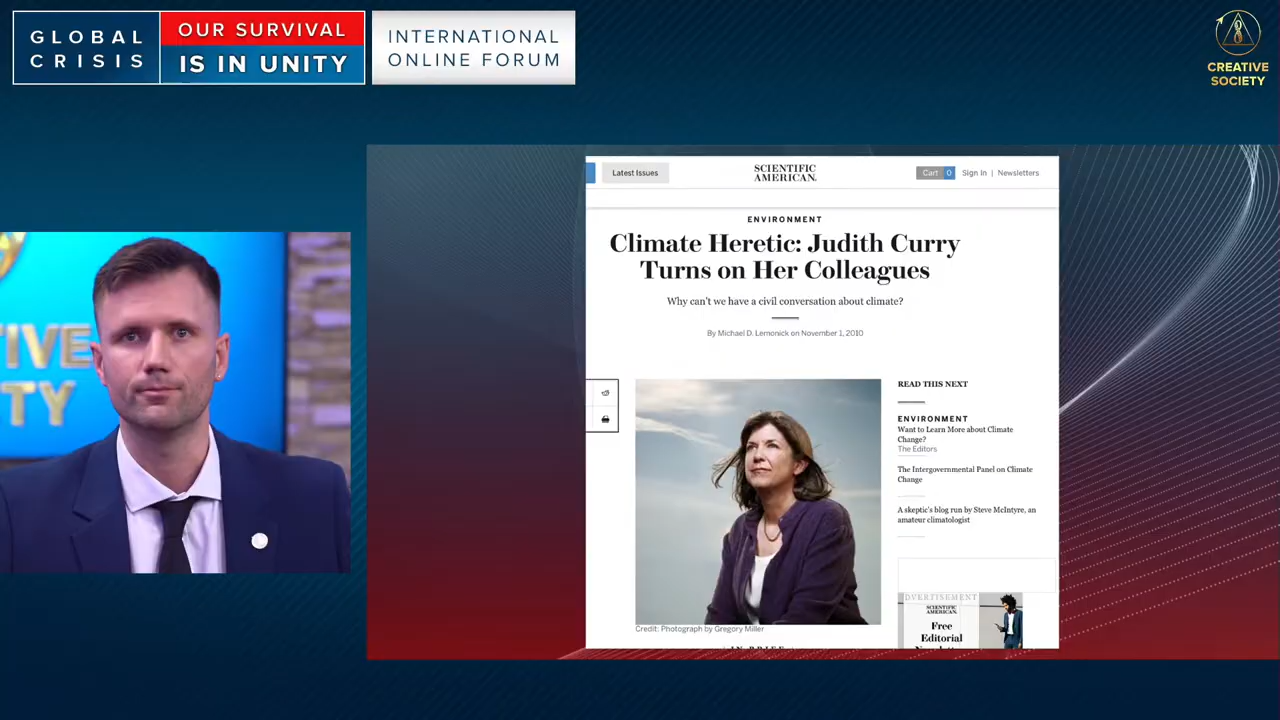 GLOBAL
CRISIS
OUR SURVIVAL
IS IN UNITY
INTERNATIONAL
ONLINE FORUM
CREATIVE
SOCIETY
TIVE
TY
Latest Issues
SCIENTIFIC
AMERICAN
Cart 0 Sign In | Newsletters
ENVIRONMENT
Climate Heretic: Judith Curry
Turns on Her Colleagues
Why can't we have a civil conversation about climate?
By Michael D. Lemonick on November 1, 2010
Credit: Photograph by Gregory Miller
READ THIS NEXT
ENVIRONMENT
Want to Learn More about Climate
Change?
The Editors
The Intergovernmental Panel on Climate
Change
A skeptic's blog run by Steve McIntyre, an
amateur climatologist
DVERTISEMENT
SCIENTIFIC
AMERICAN
Free
Editorial